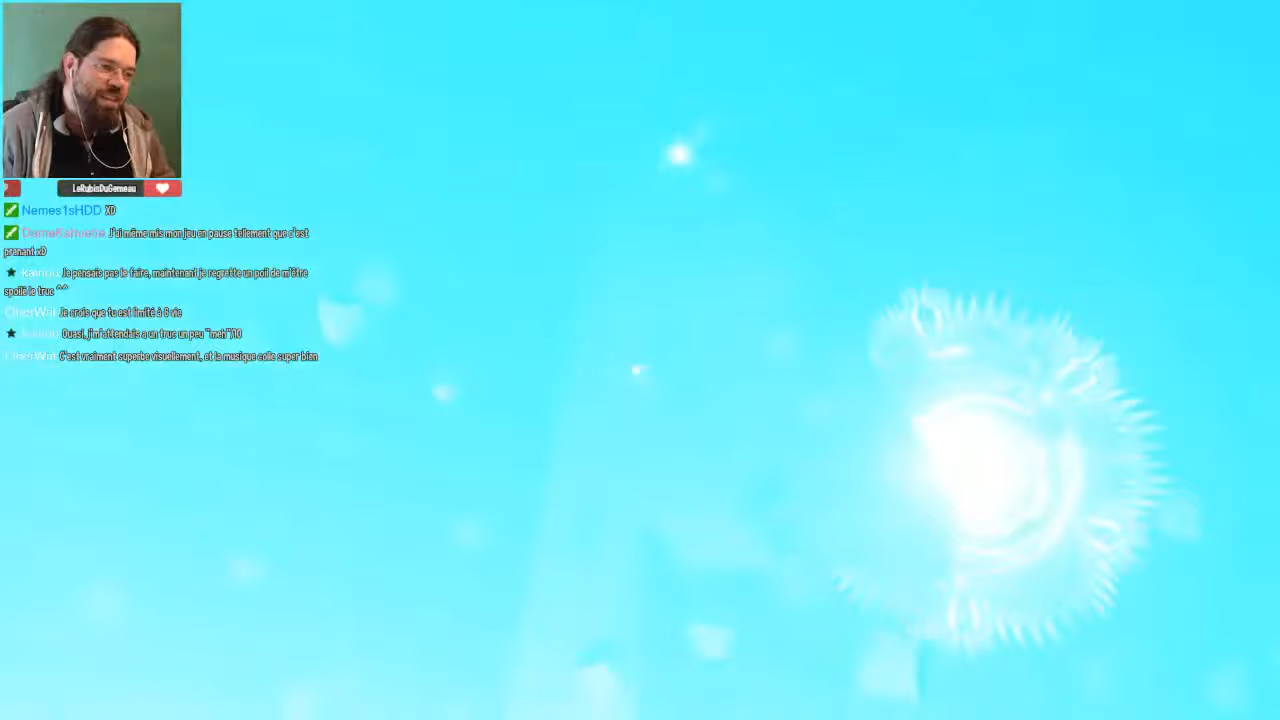 LeRubisDuGemeau
Nemes1sHDD XD
J'ai même mis mon jeu en pause tellement que c'est
prenant xD
Je pensais pas le faire, maintenant je regrette un poil de m'être
spoilé le truc ^^
Je crois que tu est limité à 6 vie
Ouasi, j'm'attendais a un truc un peu "meh"/10
C'est vraiment superbe visuellement, et la musique colle super bien